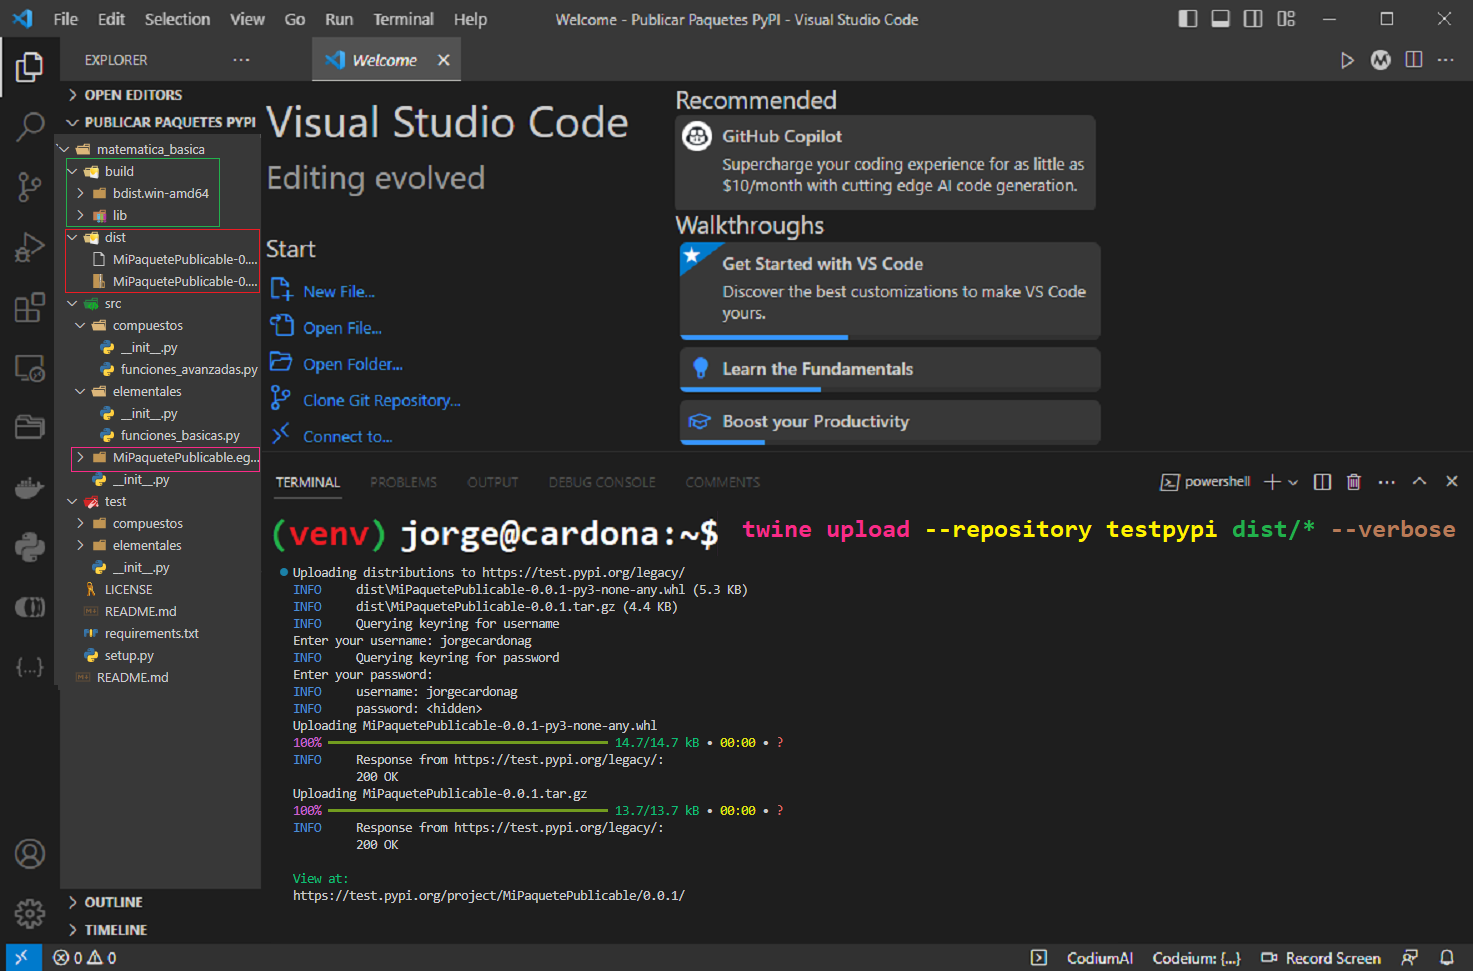 File Edit Selection View Go Run Terminal Help
Welcome - Publicar Paquetes PyPI - Visual Studio Code
EXPLORER
Welcome
OPEN EDITORS
PUBLICAR PAQUETES PYPI
matematica_basica
build
bdist.win-amd64
lib
dist
MiPaquetePublicable-0....
MiPaquetePublicable-0....
src
compuestos
__init__.py
funciones_avanzadas.py
elementales
__init__.py
funciones_basicas.py
MiPaquetePublicable.eg...
__init__.py
test
compuestos
elementales
__init__.py
LICENSE
README.md
requirements.txt
setup.py
README.md
OUTLINE
TIMELINE
Visual Studio Code
Editing evolved
Start
New File...
Open File...
Open Folder...
Clone Git Repository...
Connect to...
Recommended
GitHub Copilot
Supercharge your coding experience for as little as
$10/month with cutting edge AI code generation.
Walkthroughs
Get Started with VS Code
Discover the best customizations to make VS Code
yours.
Learn the Fundamentals
Boost your Productivity
TERMINAL PROBLEMS OUTPUT DEBUG CONSOLE COMMENTS
powershell
(venv) jorge@cardona:~$ twine upload --repository testpypi dist/* --verbose
Uploading distributions to https://test.pypi.org/legacy/
INFO dist\MiPaquetePublicable-0.0.1-py3-none-any.whl (5.3 KB)
INFO dist\MiPaquetePublicable-0.0.1.tar.gz (4.4 KB)
INFO Querying keyring for username
Enter your username: jorgecardonag
INFO Querying keyring for password
Enter your password:
INFO username: jorgecardonag
INFO password: <hidden>
Uploading MiPaquetePublicable-0.0.1-py3-none-any.whl
100% 14.7/14.7 kB • 00:00 • ?
INFO Response from https://test.pypi.org/legacy/:
200 OK
Uploading MiPaquetePublicable-0.0.1.tar.gz
100% 13.7/13.7 kB • 00:00 • ?
INFO Response from https://test.pypi.org/legacy/:
200 OK
View at:
https://test.pypi.org/project/MiPaquetePublicable/0.0.1/
0 0
CodiumAI Codeium: {...} Record Screen